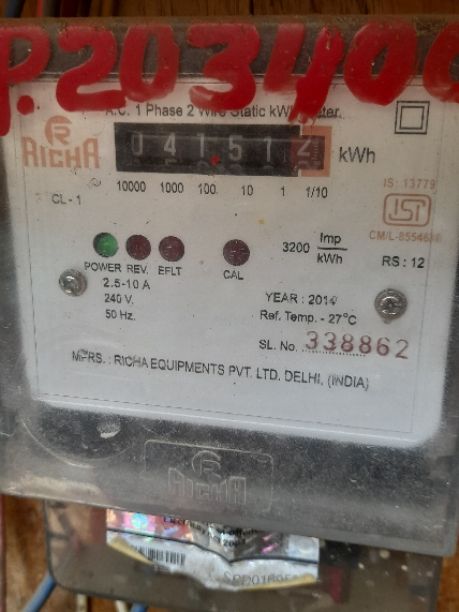 P.203400
A.C. 1 Phase 2 Wire Static kWh Meter.
RICHA
041512 kWh
10000 1000 100 10 1 1/10
CL-1
IS: 13779
ISI
3200 Imp/kWh
RS: 12
POWER REV. EFLT CAL
2.5-10 A
240 V.
50 Hz.
YEAR: 2014
Ref. Temp. - 27°C
SL. No. 338862
MFRS.: RICHA EQUIPMENTS PVT. LTD. DELHI, (INDIA)
RICHA